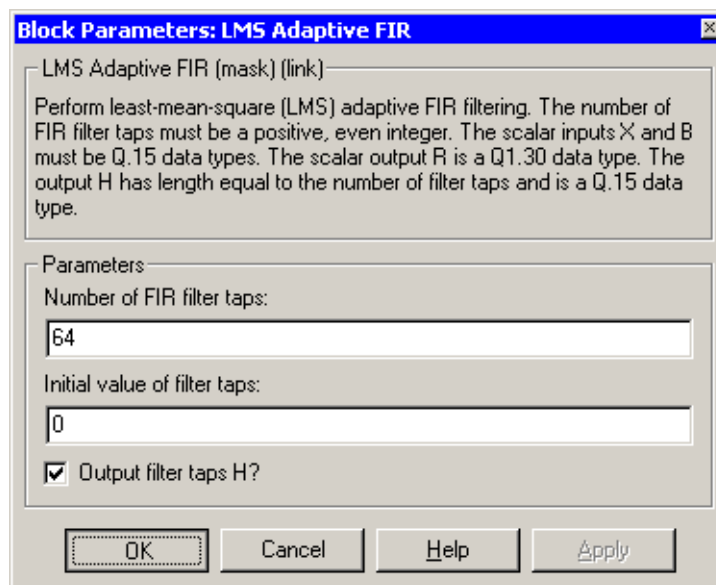 Block Parameters: LMS Adaptive FIR
LMS Adaptive FIR (mask) (link)
Perform least-mean-square (LMS) adaptive FIR filtering. The number of
FIR filter taps must be a positive, even integer. The scalar inputs X and B
must be Q.15 data types. The scalar output R is a Q1.30 data type. The
output H has length equal to the number of filter taps and is a Q.15 data
type.
Parameters
Number of FIR filter taps:
64
Initial value of filter taps:
0
Output filter taps H?
OK Cancel Help Apply